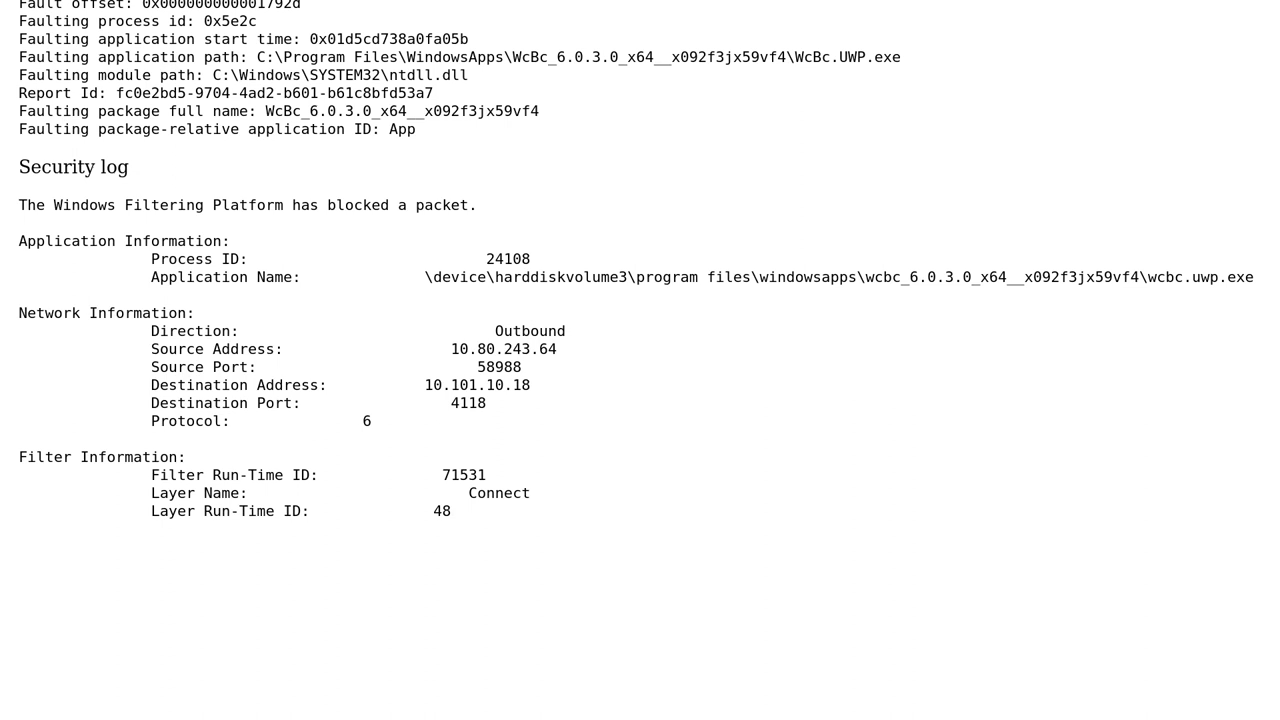 Fault offset: 0x000000000001792d
Faulting process id: 0x5e2c
Faulting application start time: 0x01d5cd738a0fa05b
Faulting application path: C:\Program Files\WindowsApps\WcBc_6.0.3.0_x64__x092f3jx59vf4\WcBc.UWP.exe
Faulting module path: C:\Windows\SYSTEM32\ntdll.dll
Report Id: fc0e2bd5-9704-4ad2-b601-b61c8bfd53a7
Faulting package full name: WcBc_6.0.3.0_x64__x092f3jx59vf4
Faulting package-relative application ID: App
Security log
The Windows Filtering Platform has blocked a packet.
Application Information:
Process ID: 24108
Application Name: \device\harddiskvolume3\program files\windowsapps\wcbc_6.0.3.0_x64__x092f3jx59vf4\wcbc.uwp.exe
Network Information:
Direction: Outbound
Source Address: 10.80.243.64
Source Port: 58988
Destination Address: 10.101.10.18
Destination Port: 4118
Protocol: 6
Filter Information:
Filter Run-Time ID: 71531
Layer Name: Connect
Layer Run-Time ID: 48